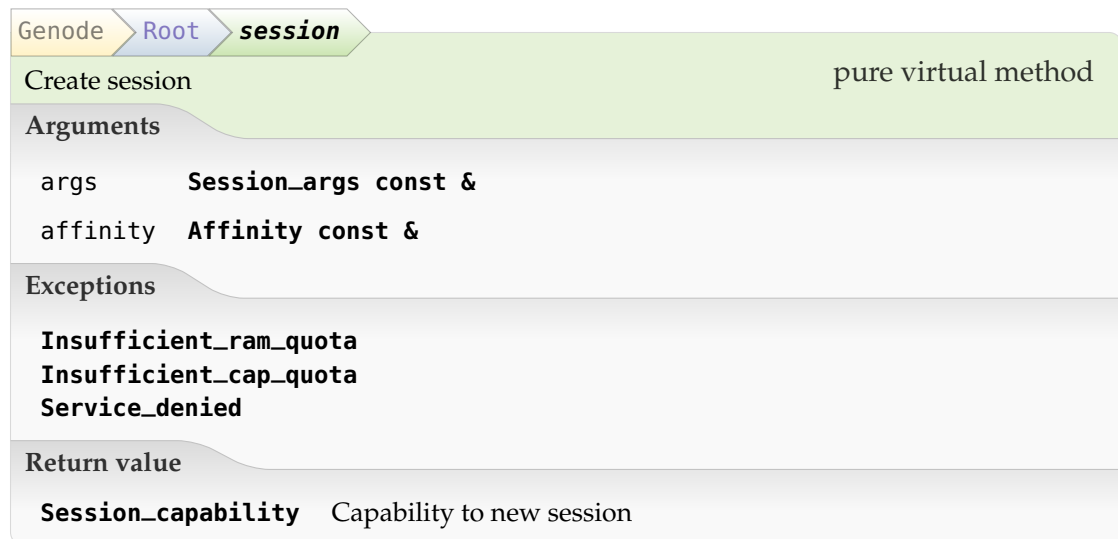 Genode Root session
Create session pure virtual method
Arguments
args Session_args const &
affinity Affinity const &
Exceptions
Insufficient_ram_quota
Insufficient_cap_quota
Service_denied
Return value
Session_capability Capability to new session